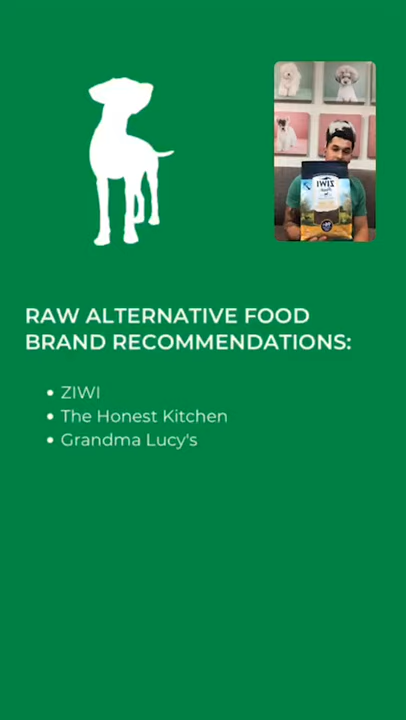 ZIWI
RAW ALTERNATIVE FOOD
BRAND RECOMMENDATIONS:
• ZIWI
• The Honest Kitchen
• Grandma Lucy's